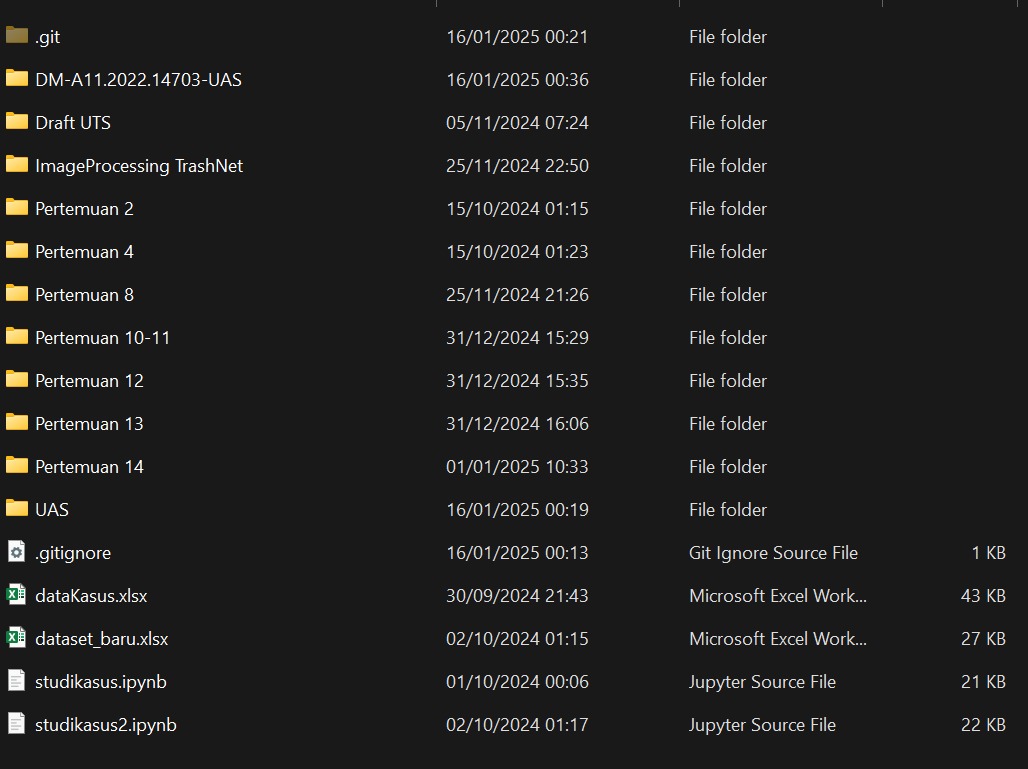 .git 16/01/2025 00:21 File folder
DM-A11.2022.14703-UAS 16/01/2025 00:36 File folder
Draft UTS 05/11/2024 07:24 File folder
ImageProcessing TrashNet 25/11/2024 22:50 File folder
Pertemuan 2 15/10/2024 01:15 File folder
Pertemuan 4 15/10/2024 01:23 File folder
Pertemuan 8 25/11/2024 21:26 File folder
Pertemuan 10-11 31/12/2024 15:29 File folder
Pertemuan 12 31/12/2024 15:35 File folder
Pertemuan 13 31/12/2024 16:06 File folder
Pertemuan 14 01/01/2025 10:33 File folder
UAS 16/01/2025 00:19 File folder
.gitignore 16/01/2025 00:13 Git Ignore Source File 1 KB
dataKasus.xlsx 30/09/2024 21:43 Microsoft Excel Work... 43 KB
dataset_baru.xlsx 02/10/2024 01:15 Microsoft Excel Work... 27 KB
studikasus.ipynb 01/10/2024 00:06 Jupyter Source File 21 KB
studikasus2.ipynb 02/10/2024 01:17 Jupyter Source File 22 KB